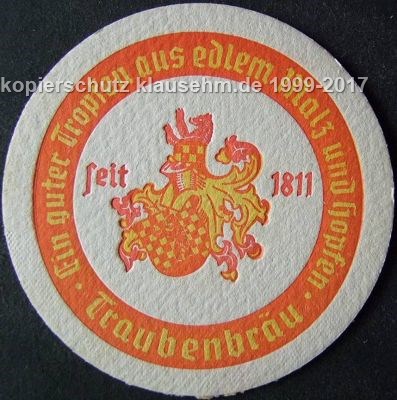 kopierschutz klausehm.de 1999-2017
Ein guter Tropfen aus edlem Malz und Hopfen
seit 1811
Traubenbräu